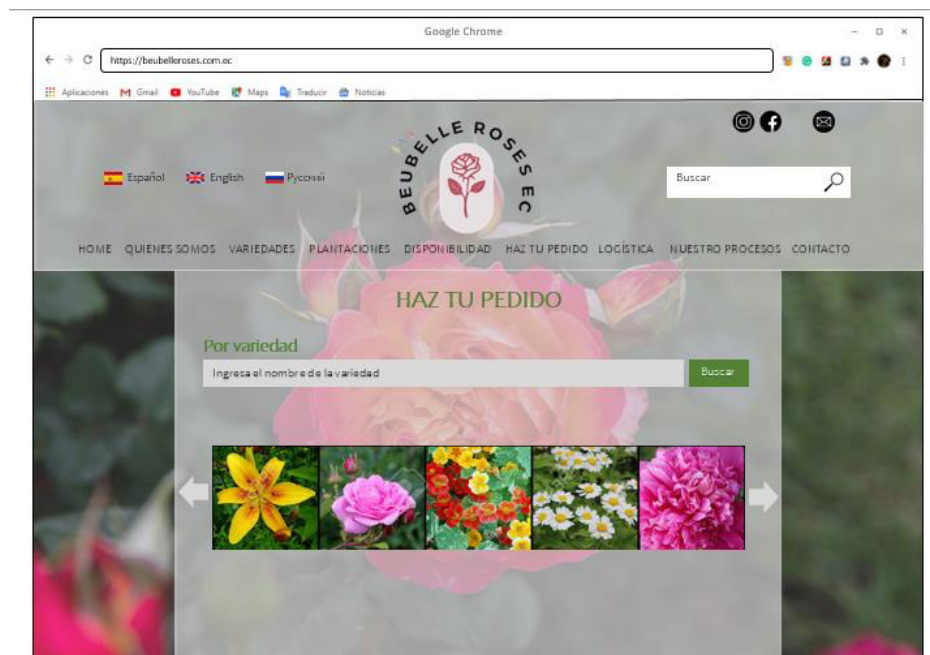 Google Chrome
https://beubelleroses.com.ec
Aplicaciones Gmail YouTube Maps Traducir Noticias
BEUBELLE ROSES EC
Español English Русский
Buscar
HOME QUIENES SOMOS VARIEDADES PLANTACIONES DISPONIBILIDAD HAZ TU PEDIDO LOGÍSTICA NUESTRO PROCESOS CONTACTO
HAZ TU PEDIDO
Por variedad
Ingresa el nombre de la variedad Buscar